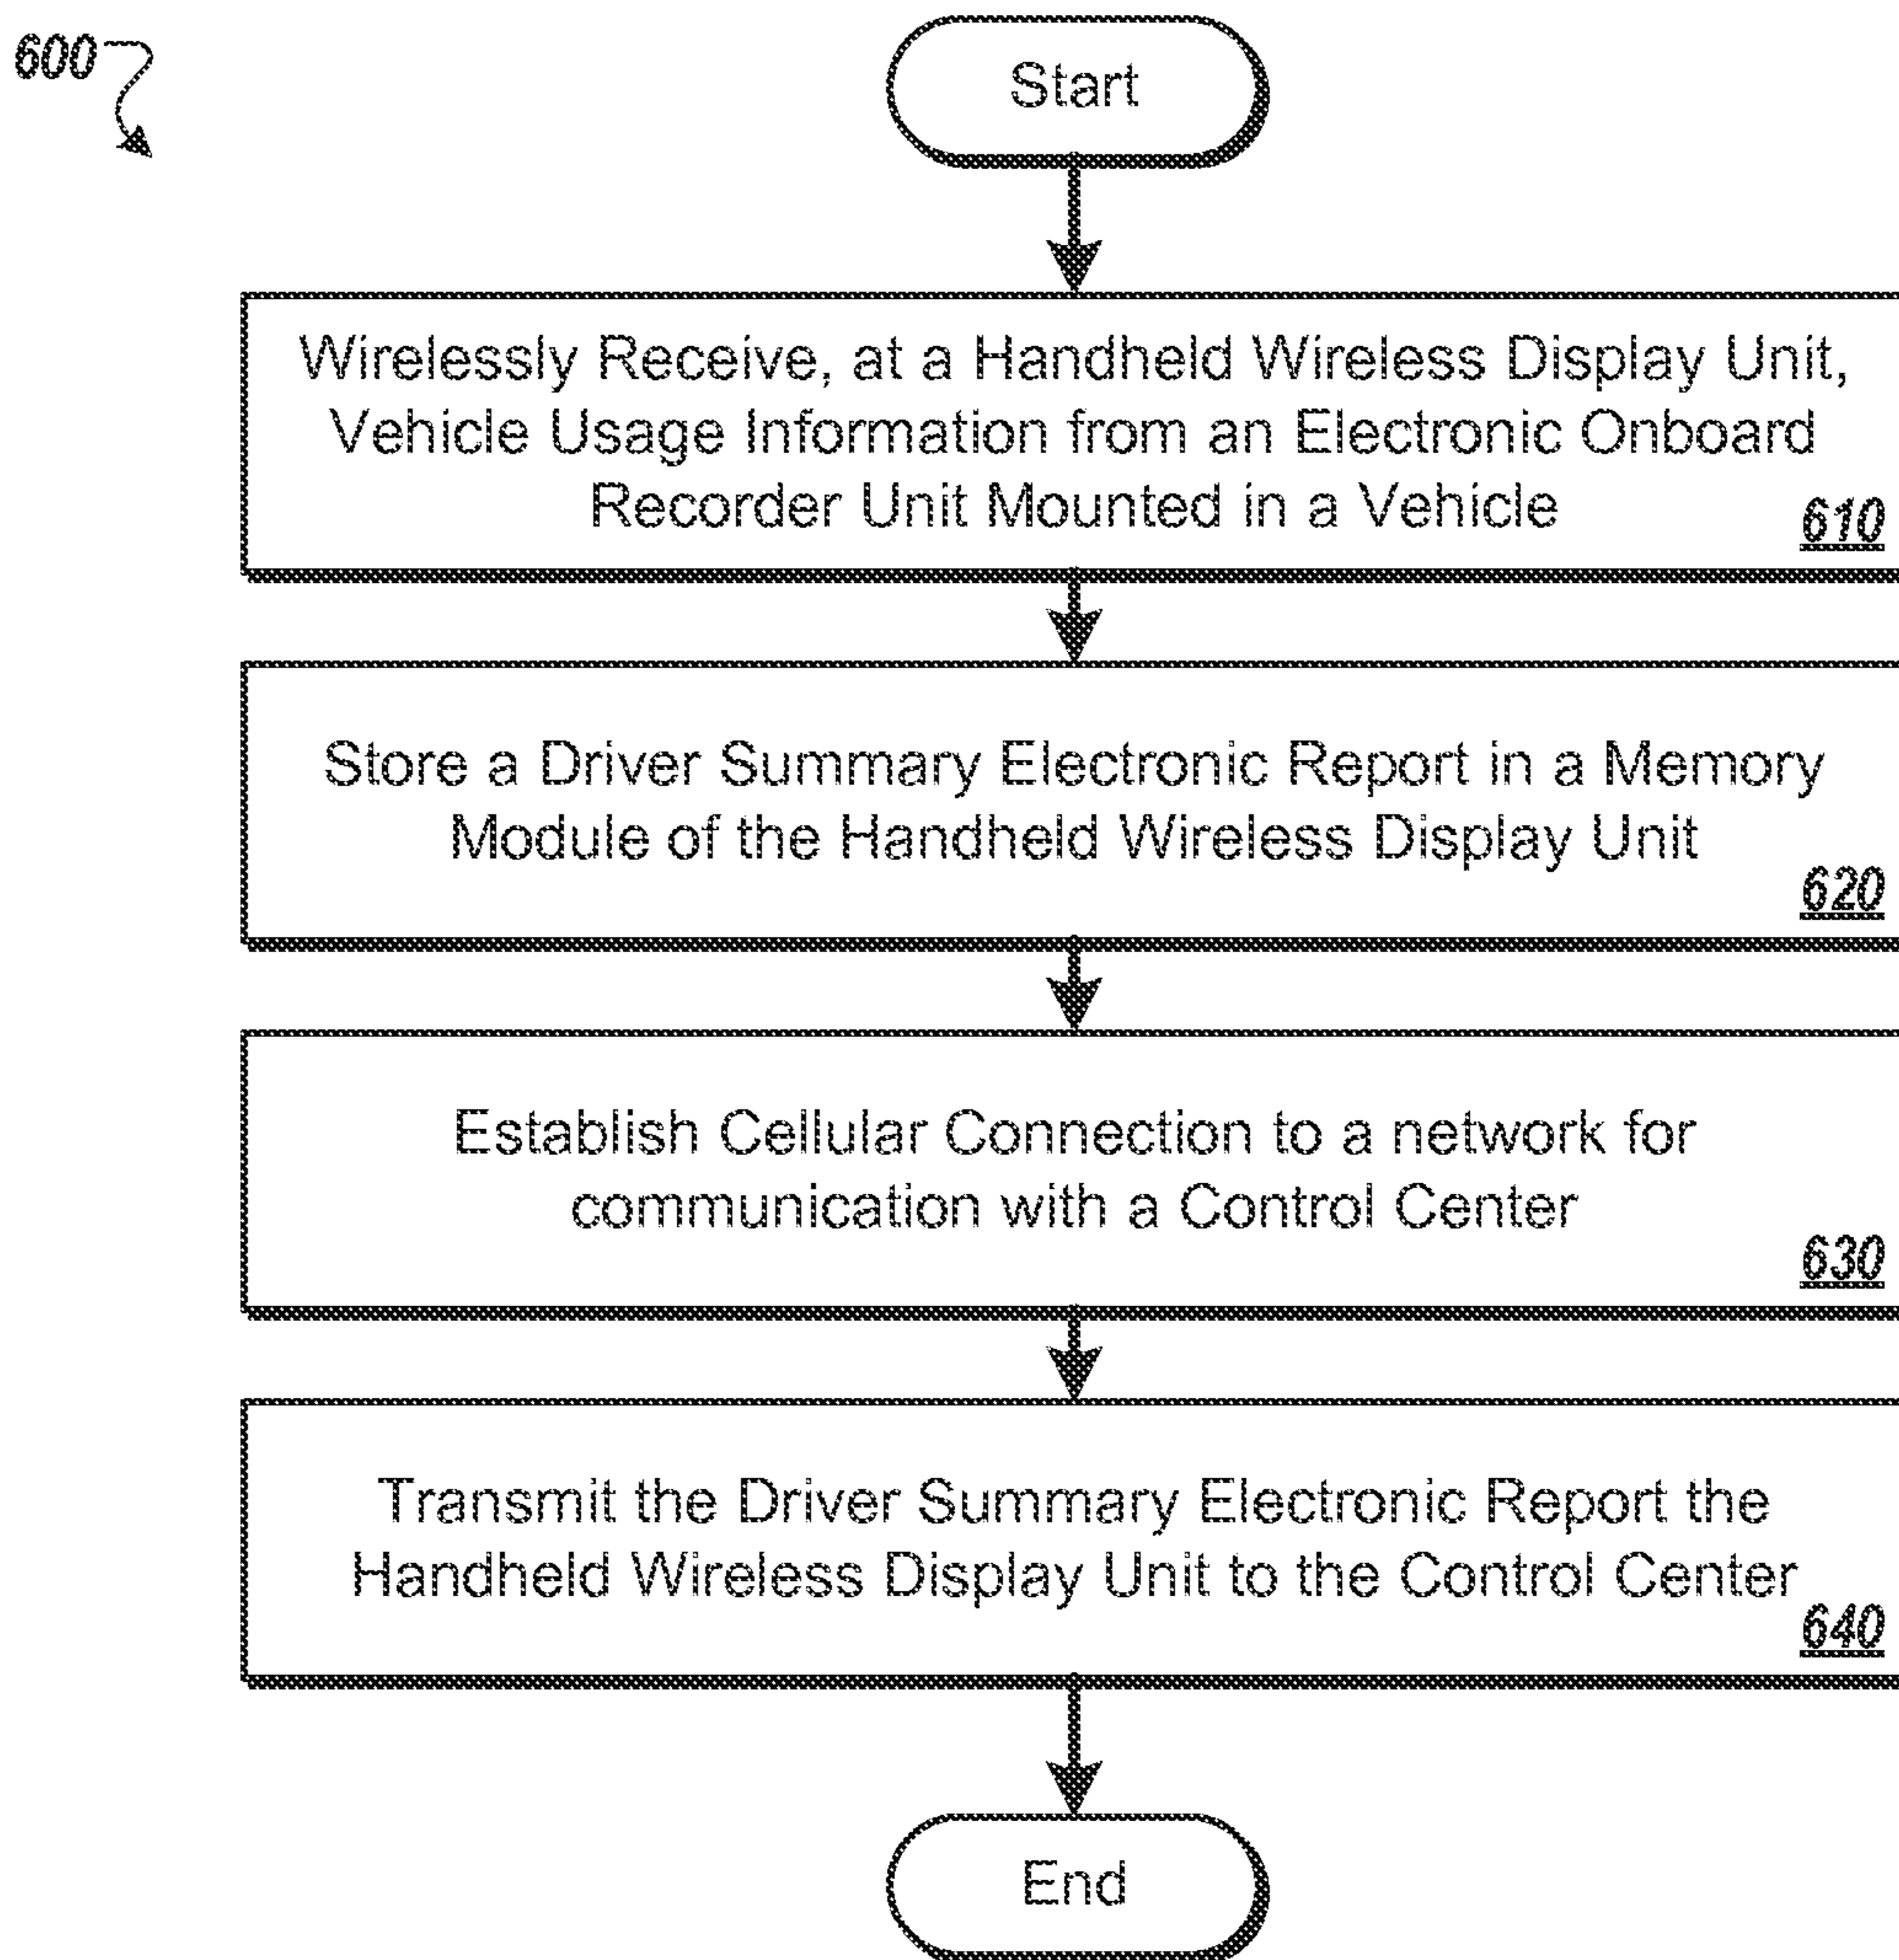 600
Start
Wirelessly Receive, at a Handheld Wireless Display Unit,
Vehicle Usage Information from an Electronic Onboard
Recorder Unit Mounted in a Vehicle
610
Store a Driver Summary Electronic Report in a Memory
Module of the Handheld Wireless Display Unit
620
Establish Cellular Connection to a network for
communication with a Control Center
630
Transmit the Driver Summary Electronic Report the
Handheld Wireless Display Unit to the Control Center
640
End